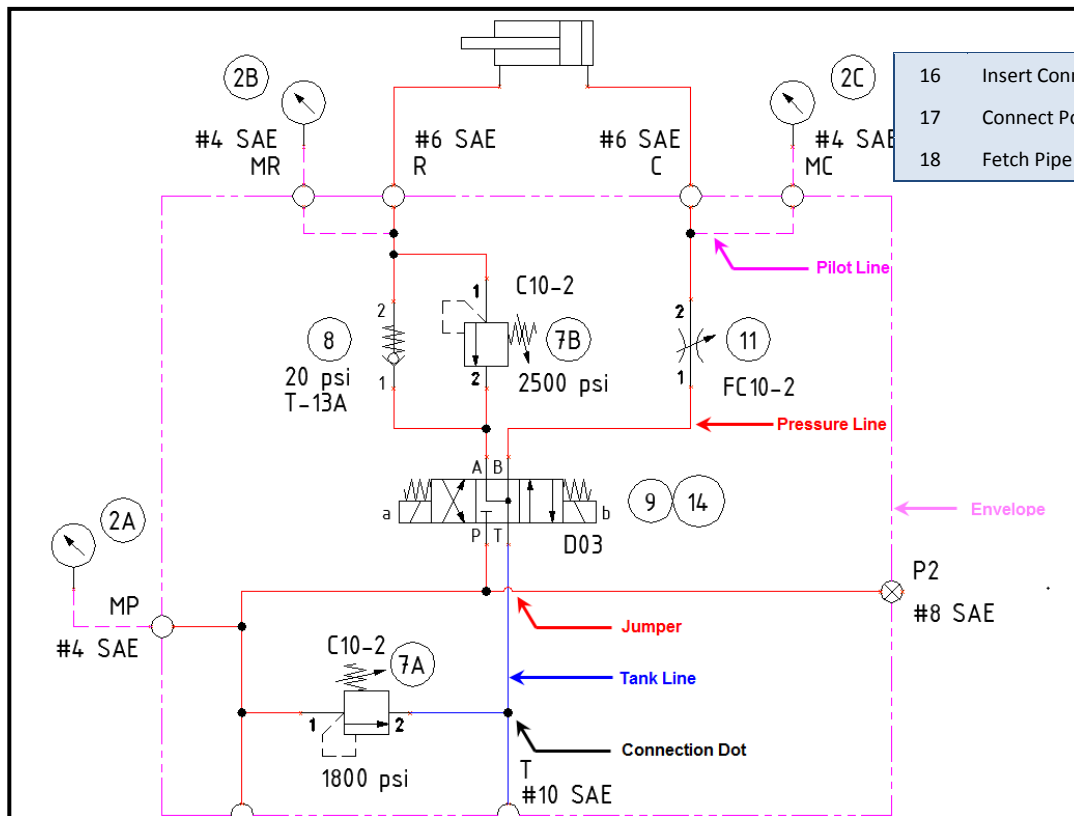 2B
2C
16 Insert Conn
17 Connect Po
18 Fetch Pipe
#4 SAE
MR
#6 SAE
R
#6 SAE
C
#4 SAE
MC
Pilot Line
C10-2
1
2
8
7B
2
11
20 psi
T-13A
1
2
2500 psi
1
FC10-2
Pressure Line
A B
9
14
a
b
P T
D03
2A
Envelope
MP
P2
#4 SAE
#8 SAE
Jumper
C10-2
7A
Tank Line
1
2
Connection Dot
1800 psi
T
#10 SAE